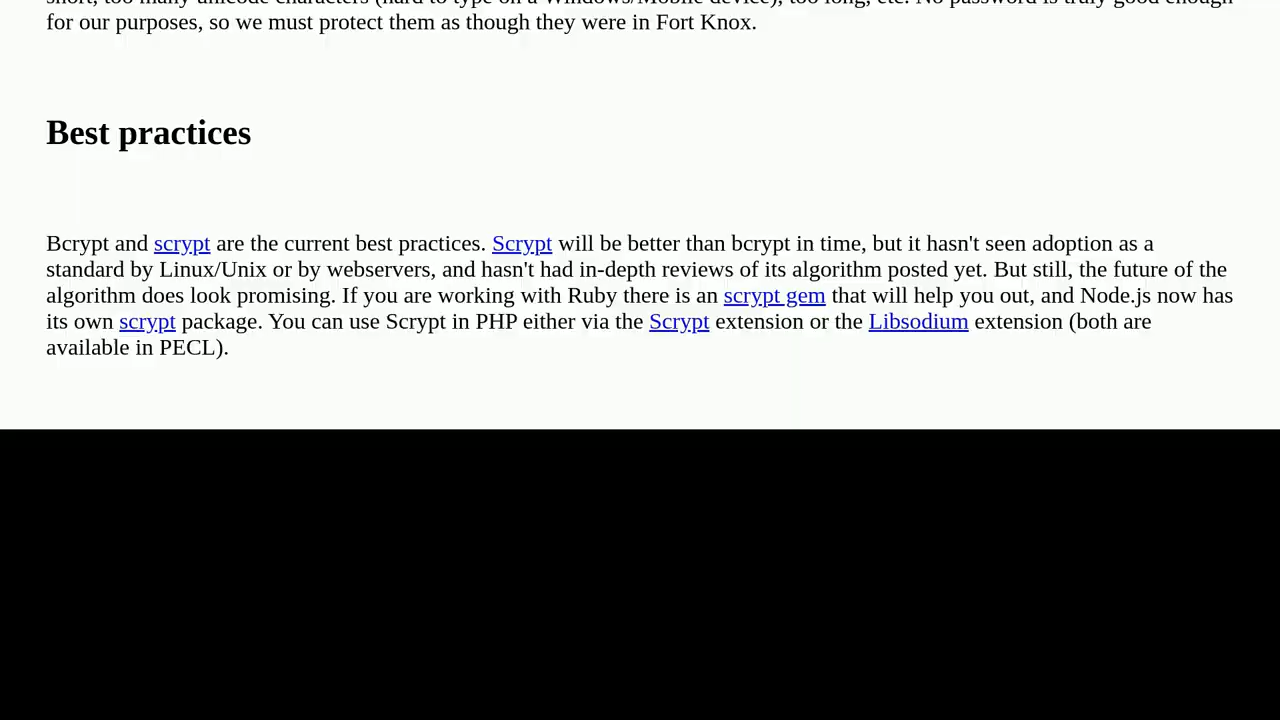 short, too many unicode characters (hard to type on a Windows/Mobile device), too long, etc. No password is truly good enough
for our purposes, so we must protect them as though they were in Fort Knox.
Best practices
Bcrypt and scrypt are the current best practices. Scrypt will be better than bcrypt in time, but it hasn't seen adoption as a
standard by Linux/Unix or by webservers, and hasn't had in-depth reviews of its algorithm posted yet. But still, the future of the
algorithm does look promising. If you are working with Ruby there is an scrypt gem that will help you out, and Node.js now has
its own scrypt package. You can use Scrypt in PHP either via the Scrypt extension or the Libsodium extension (both are
available in PECL).